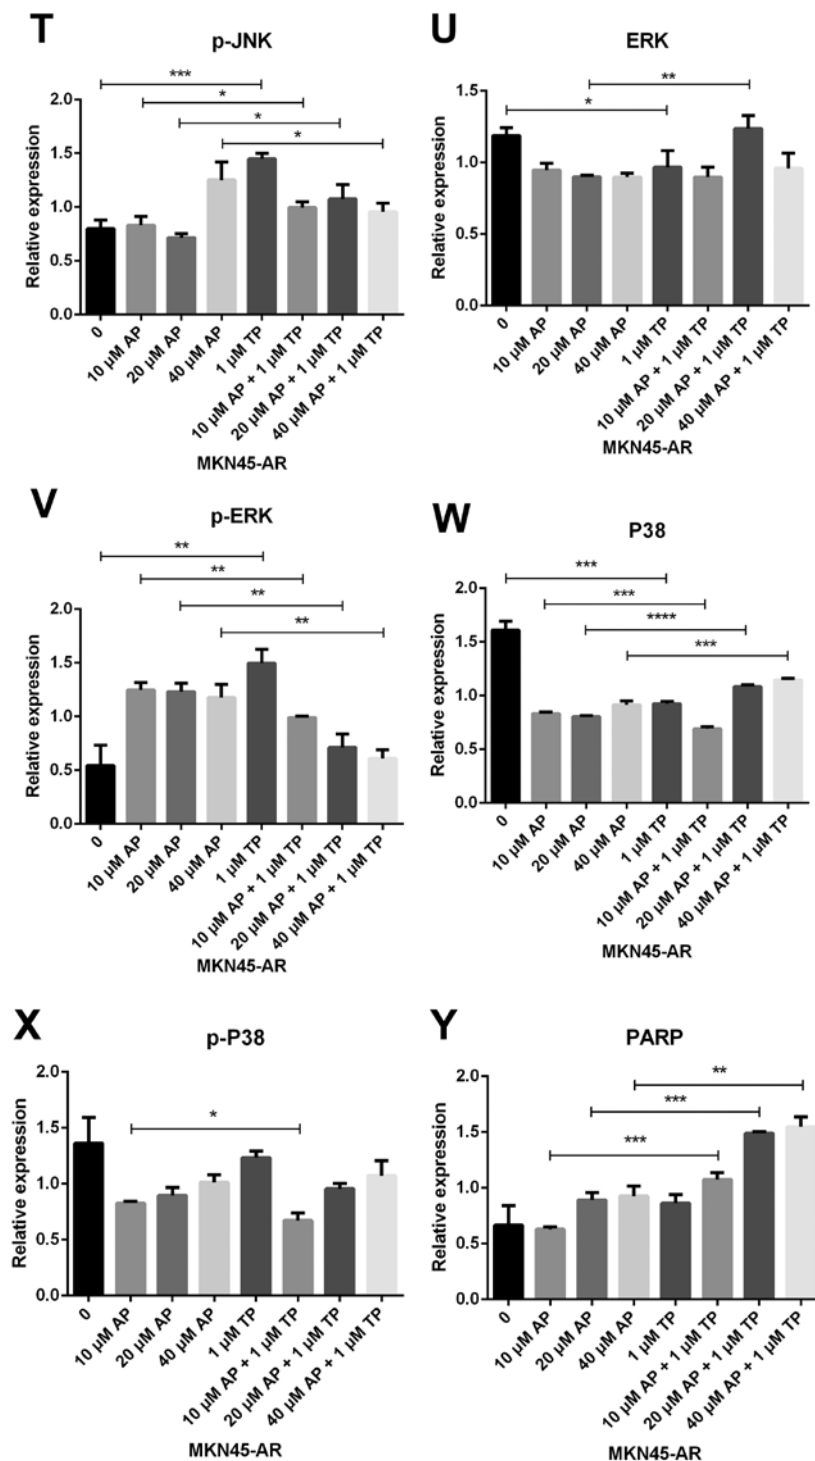 T
p-JNK
***
*
*
*
Relative expression
2.0
1.5
1.0
0.5
0.0
0
10 µM AP
20 µM AP
40 µM AP
1 µM TP
10 µM AP + 1 µM TP
20 µM AP + 1 µM TP
40 µM AP + 1 µM TP
MKN45-AR
U
ERK
**
*
Relative expression
1.5
1.0
0.5
0.0
0
10 µM AP
20 µM AP
40 µM AP
1 µM TP
10 µM AP + 1 µM TP
20 µM AP + 1 µM TP
40 µM AP + 1 µM TP
MKN45-AR
V
p-ERK
**
**
**
**
Relative expression
2.0
1.5
1.0
0.5
0.0
0
10 µM AP
20 µM AP
40 µM AP
1 µM TP
10 µM AP + 1 µM TP
20 µM AP + 1 µM TP
40 µM AP + 1 µM TP
MKN45-AR
W
P38
***
***
****
***
Relative expression
2.0
1.5
1.0
0.5
0.0
0
10 µM AP
20 µM AP
40 µM AP
1 µM TP
10 µM AP + 1 µM TP
20 µM AP + 1 µM TP
40 µM AP + 1 µM TP
MKN45-AR
X
p-P38
*
Relative expression
2.0
1.5
1.0
0.5
0.0
0
10 µM AP
20 µM AP
40 µM AP
1 µM TP
10 µM AP + 1 µM TP
20 µM AP + 1 µM TP
40 µM AP + 1 µM TP
MKN45-AR
Y
PARP
**
***
***
Relative expression
2.0
1.5
1.0
0.5
0.0
0
10 µM AP
20 µM AP
40 µM AP
1 µM TP
10 µM AP + 1 µM TP
20 µM AP + 1 µM TP
40 µM AP + 1 µM TP
MKN45-AR